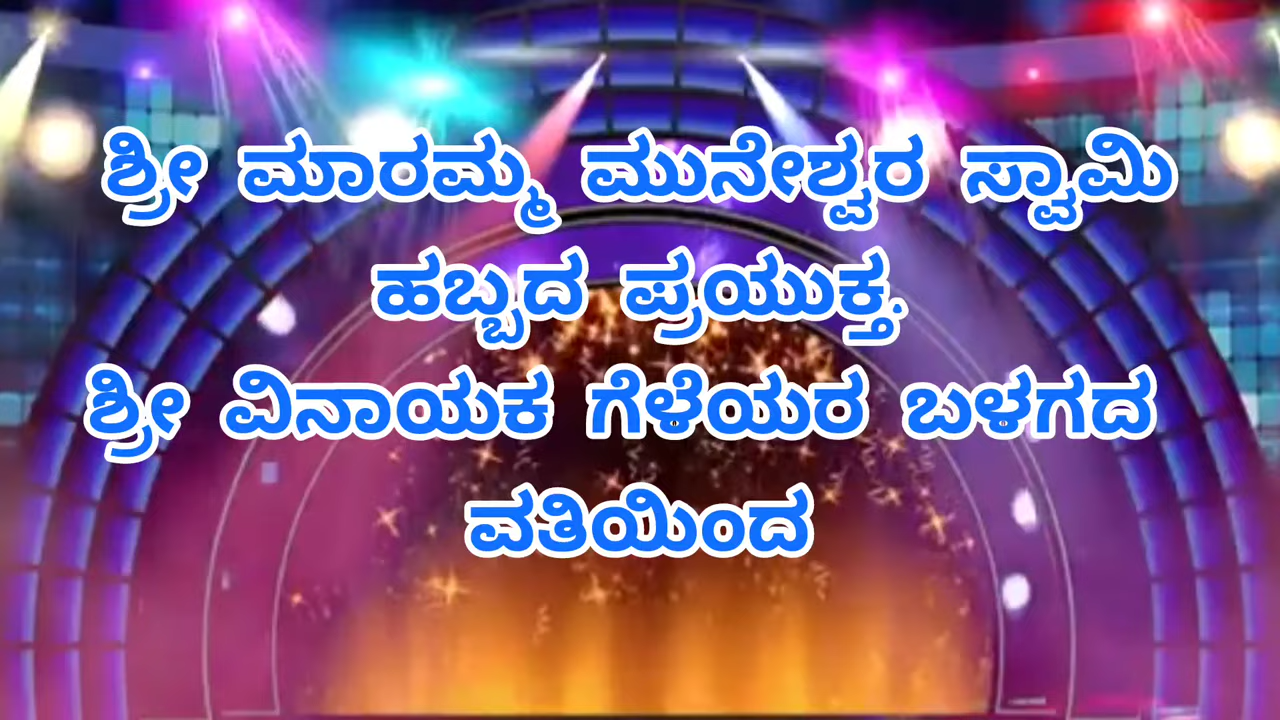 ಶ್ರೀ ಮಾರಮ್ಮ ಮುನೇಶ್ವರ ಸ್ವಾಮಿ
ಹಬ್ಬದ ಪ್ರಯುಕ್ತ.
ಶ್ರೀ ವಿನಾಯಕ ಗೆಳೆಯರ ಬಳಗದ
ವತಿಯಿಂದ